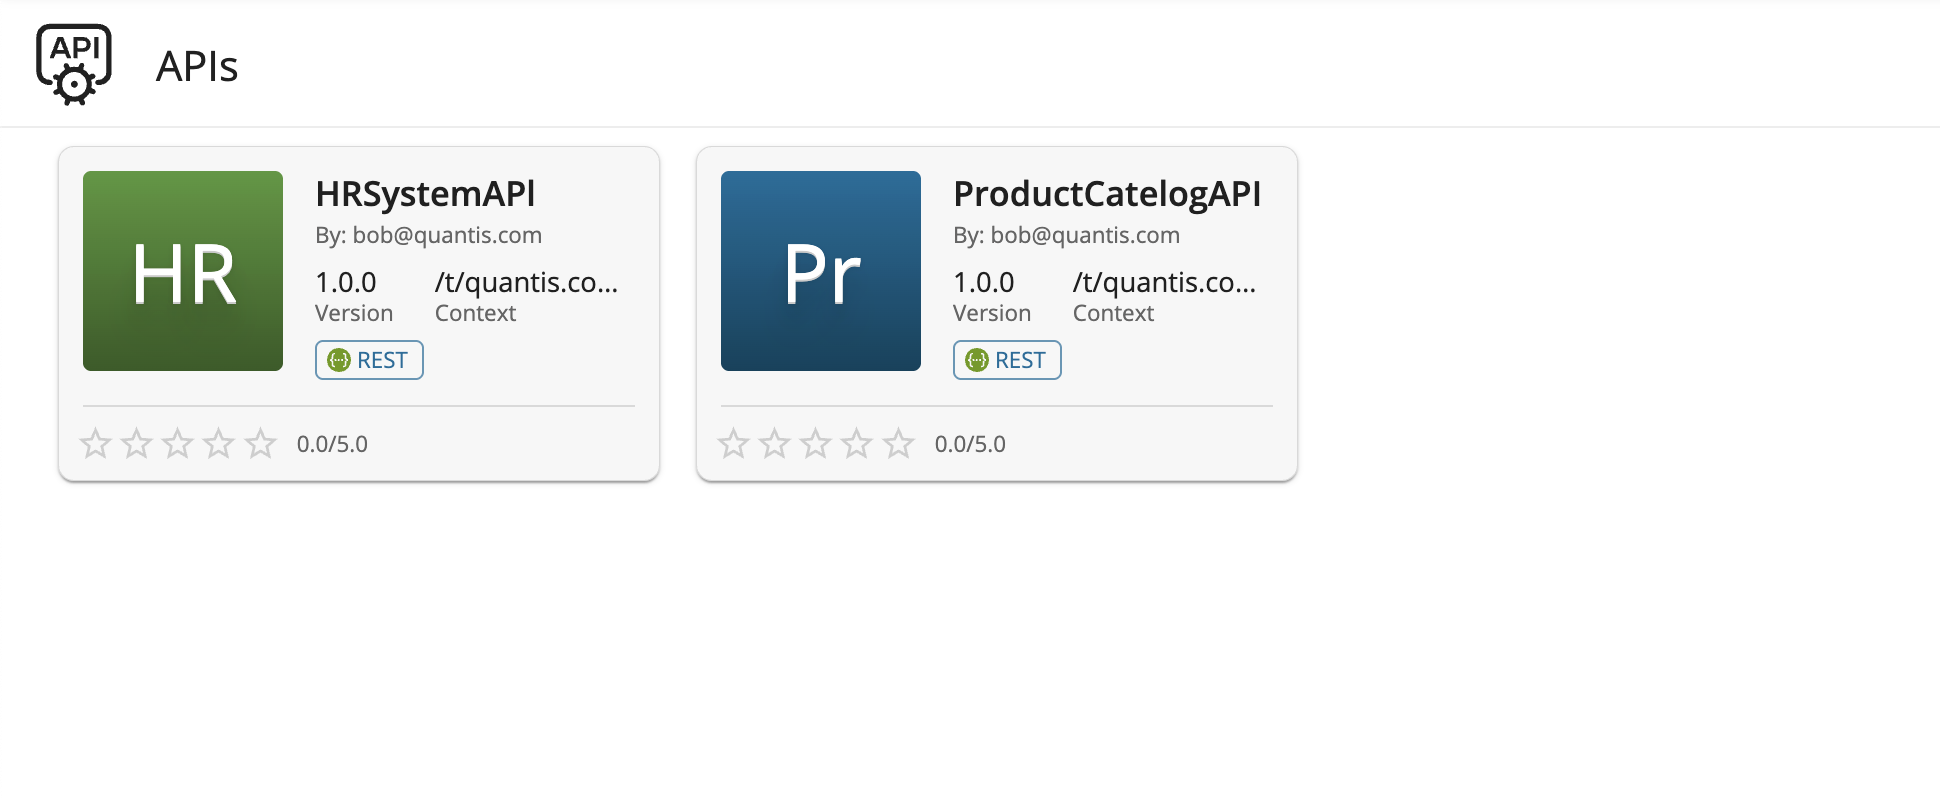 API
APIs
HR
HRSystemAPl
By: bob@quantis.com
1.0.0 /t/quantis.co...
Version Context
{···} REST
0.0/5.0
Pr
ProductCatelogAPI
By: bob@quantis.com
1.0.0 /t/quantis.co...
Version Context
{···} REST
0.0/5.0